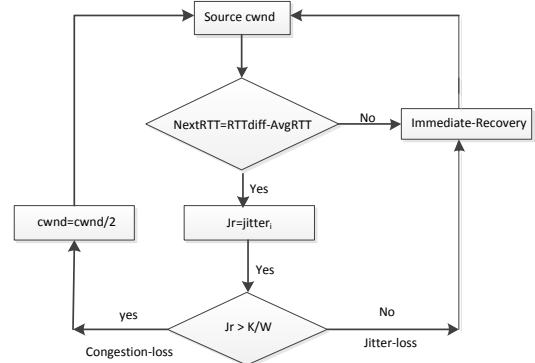 Source cwnd
NextRTT=RTTdiff-AvgRTT
No
Immediate-Recovery
Yes
cwnd=cwnd/2
Jr=jitterᵢ
Yes
yes
Jr > K/W
No
Congestion-loss
Jitter-loss